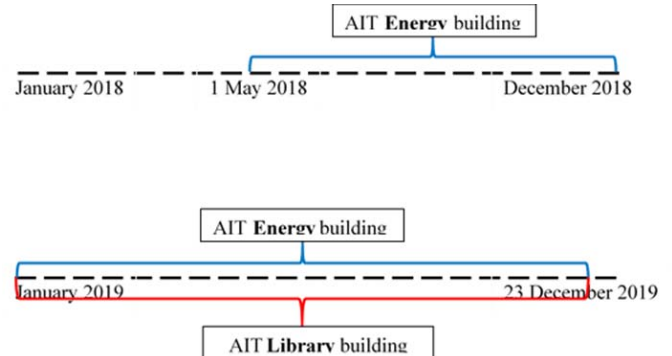 AIT Energy building
January 2018 1 May 2018 December 2018
AIT Energy building
January 2019 23 December 2019
AIT Library building